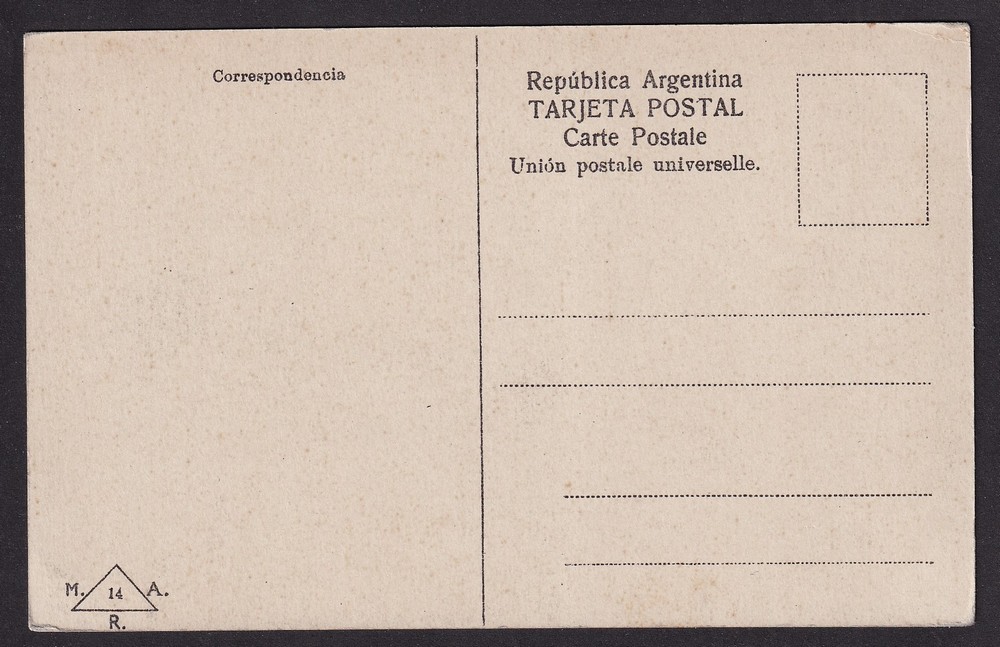 Correspondencia
República Argentina
TARJETA POSTAL
Carte Postale
Unión postale universelle.
M. 14 A.
R.